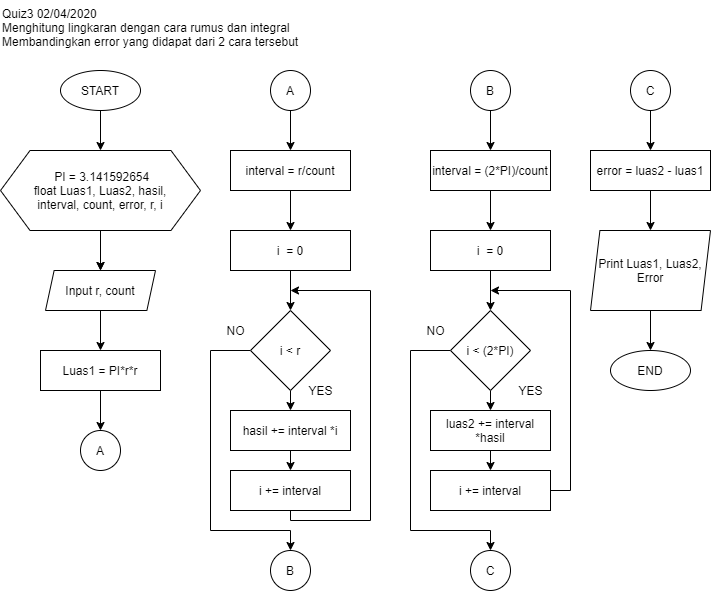 Quiz3 02/04/2020
Menghitung lingkaran dengan cara rumus dan integral
Membandingkan error yang didapat dari 2 cara tersebut
START
PI = 3.141592654
float Luas1, Luas2, hasil,
interval, count, error, r, i
Input r, count
Luas1 = PI*r*r
A
A
interval = r/count
i = 0
i < r
NO
YES
hasil += interval *i
i += interval
B
B
interval = (2*PI)/count
i = 0
i < (2*PI)
NO
YES
luas2 += interval
*hasil
i += interval
C
C
error = luas2 - luas1
Print Luas1, Luas2,
Error
END